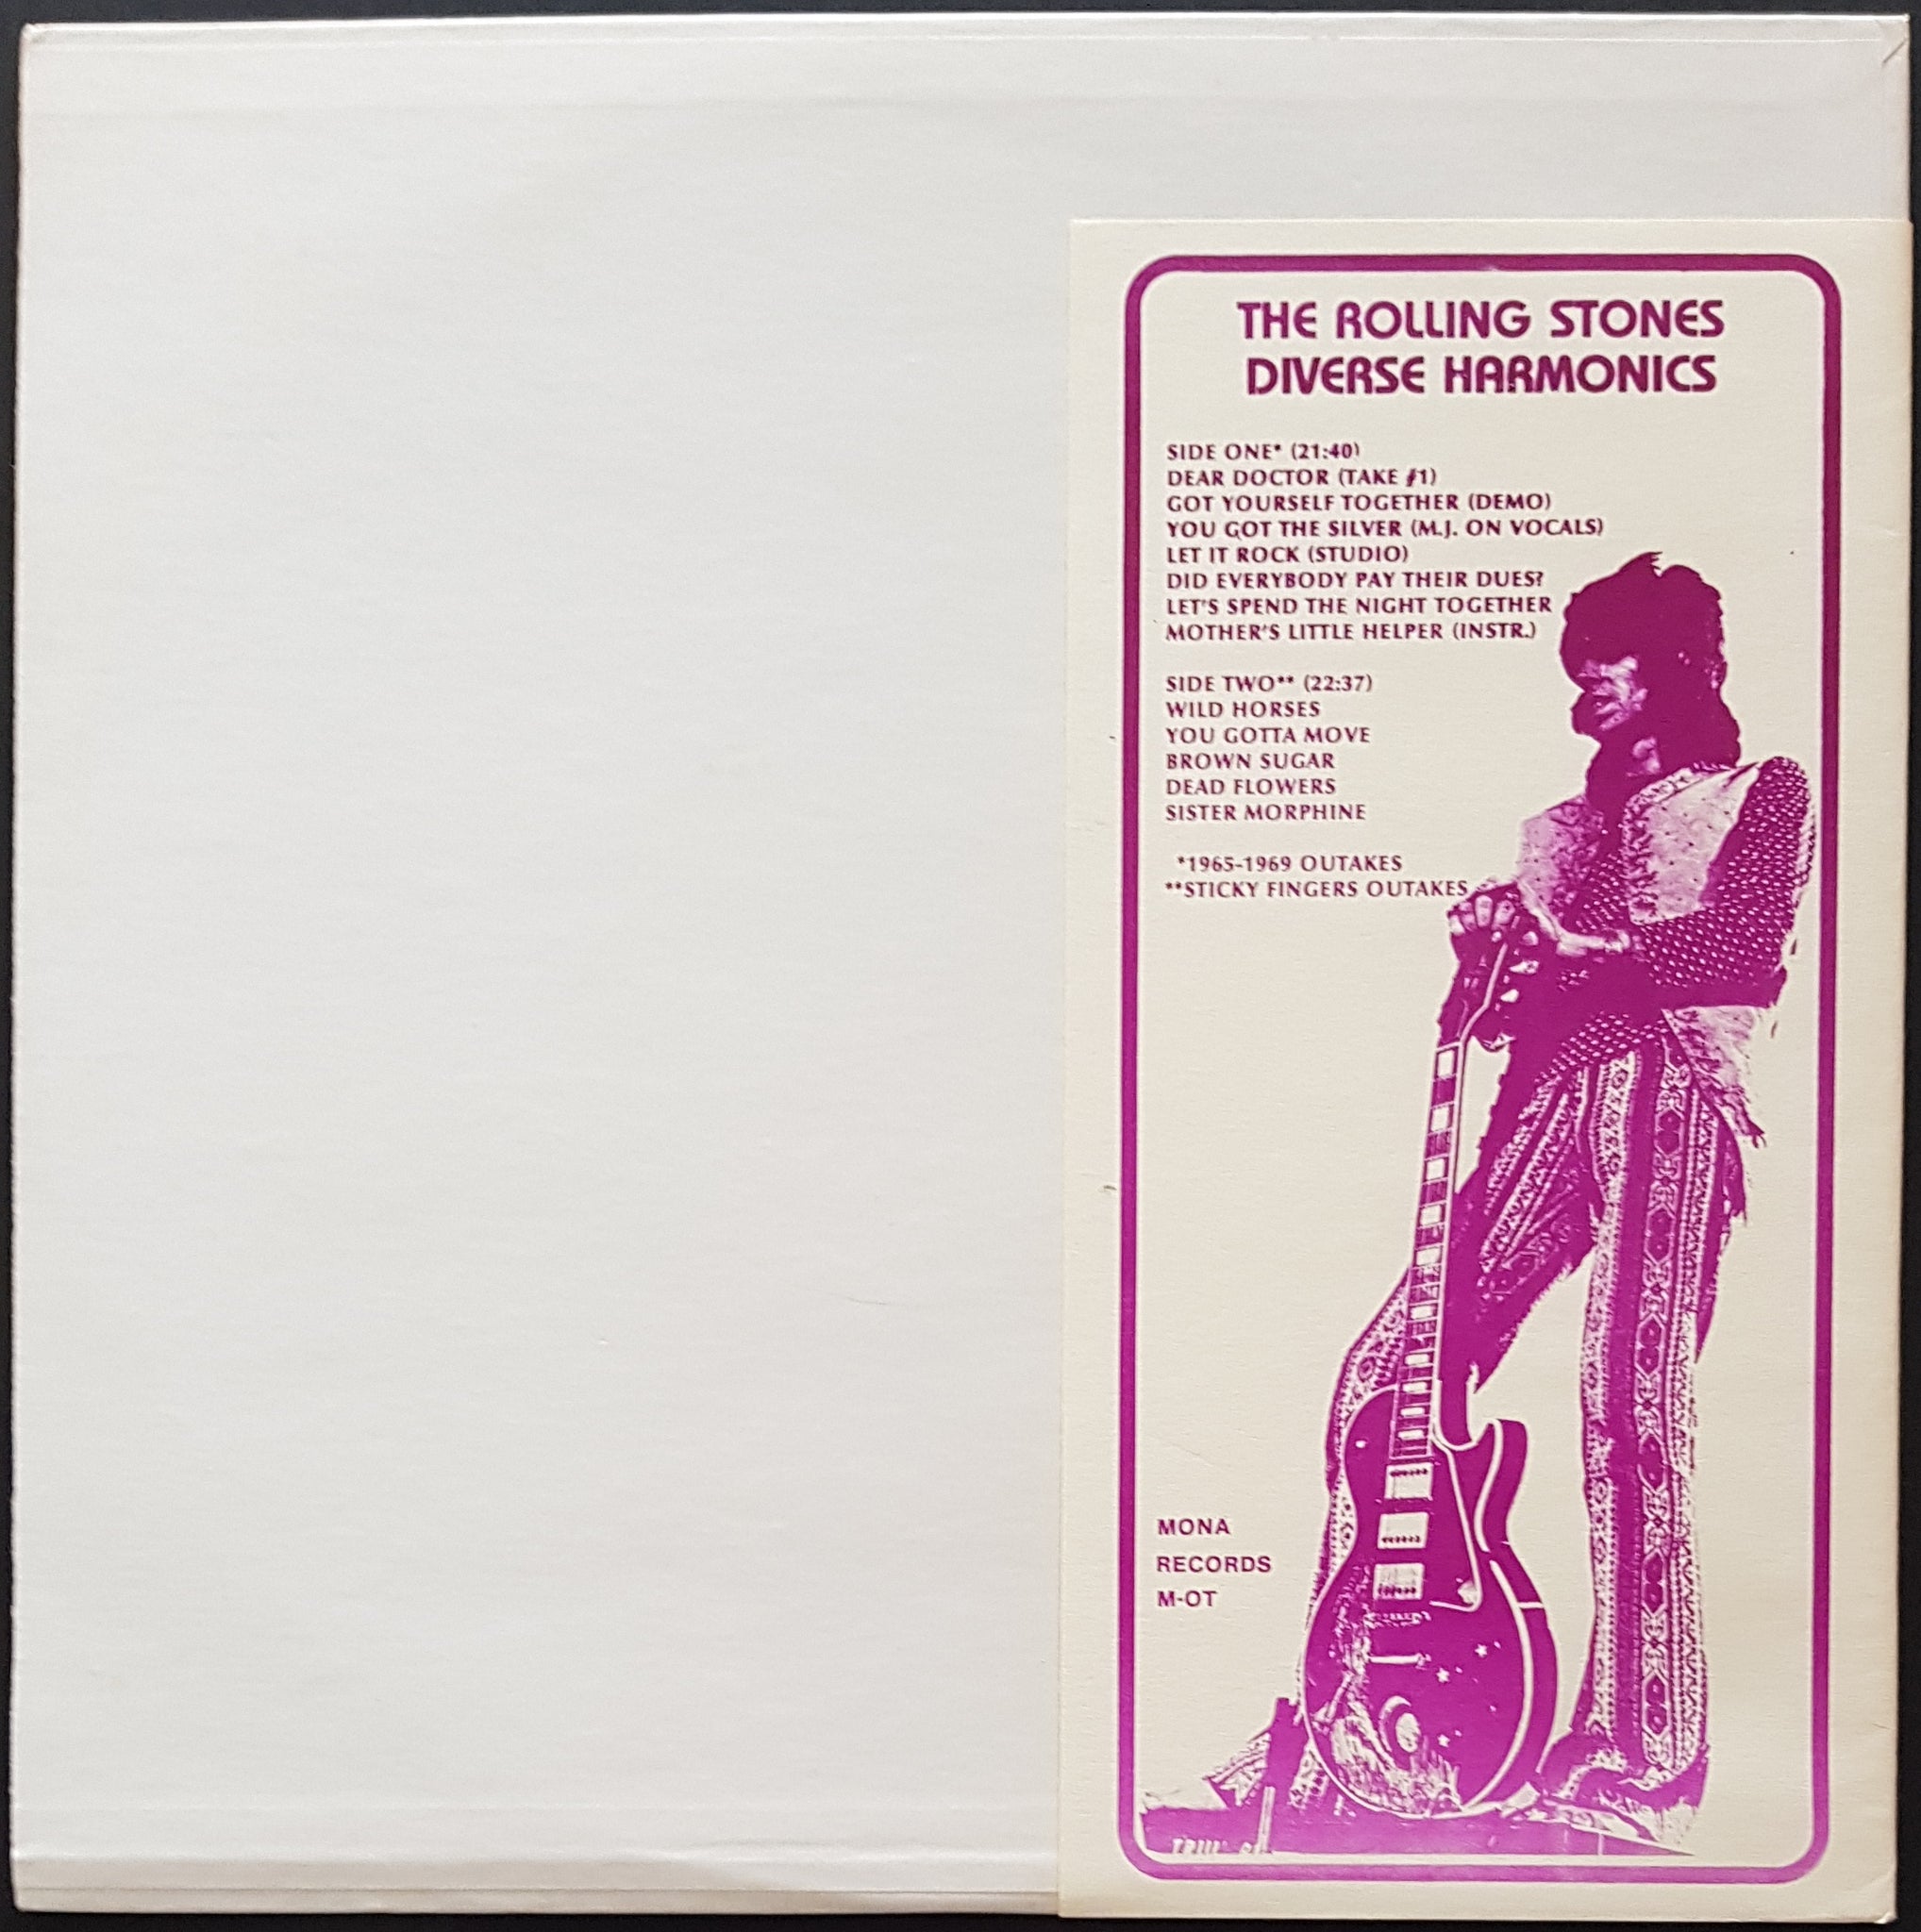 THE ROLLING STONES
DIVERSE HARMONICS
SIDE ONE* (21:40)
DEAR DOCTOR (TAKE #1)
GOT YOURSELF TOGETHER (DEMO)
YOU GOT THE SILVER (M.J. ON VOCALS)
LET IT ROCK (STUDIO)
DID EVERYBODY PAY THEIR DUES?
LET'S SPEND THE NIGHT TOGETHER
MOTHER'S LITTLE HELPER (INSTR.)
SIDE TWO** (22:37)
WILD HORSES
YOU GOTTA MOVE
BROWN SUGAR
DEAD FLOWERS
SISTER MORPHINE
*1965-1969 OUTAKES
**STICKY FINGERS OUTAKES
MONA
RECORDS
M-OT